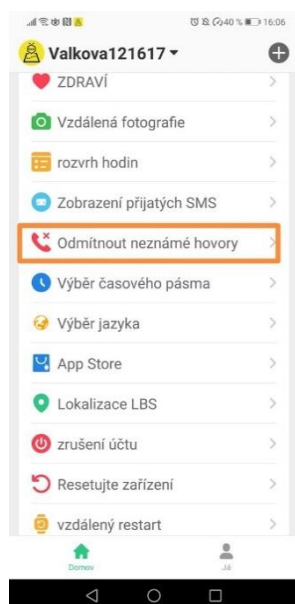 40 % 16:06
Valkova121617
ZDRAVÍ
Vzdálená fotografie
rozvrh hodin
Zobrazení přijatých SMS
Odmítnout neznámé hovory
Výběr časového pásma
Výběr jazyka
App Store
Lokalizace LBS
zrušení účtu
Resetujte zařízení
vzdálený restart
Domov Já